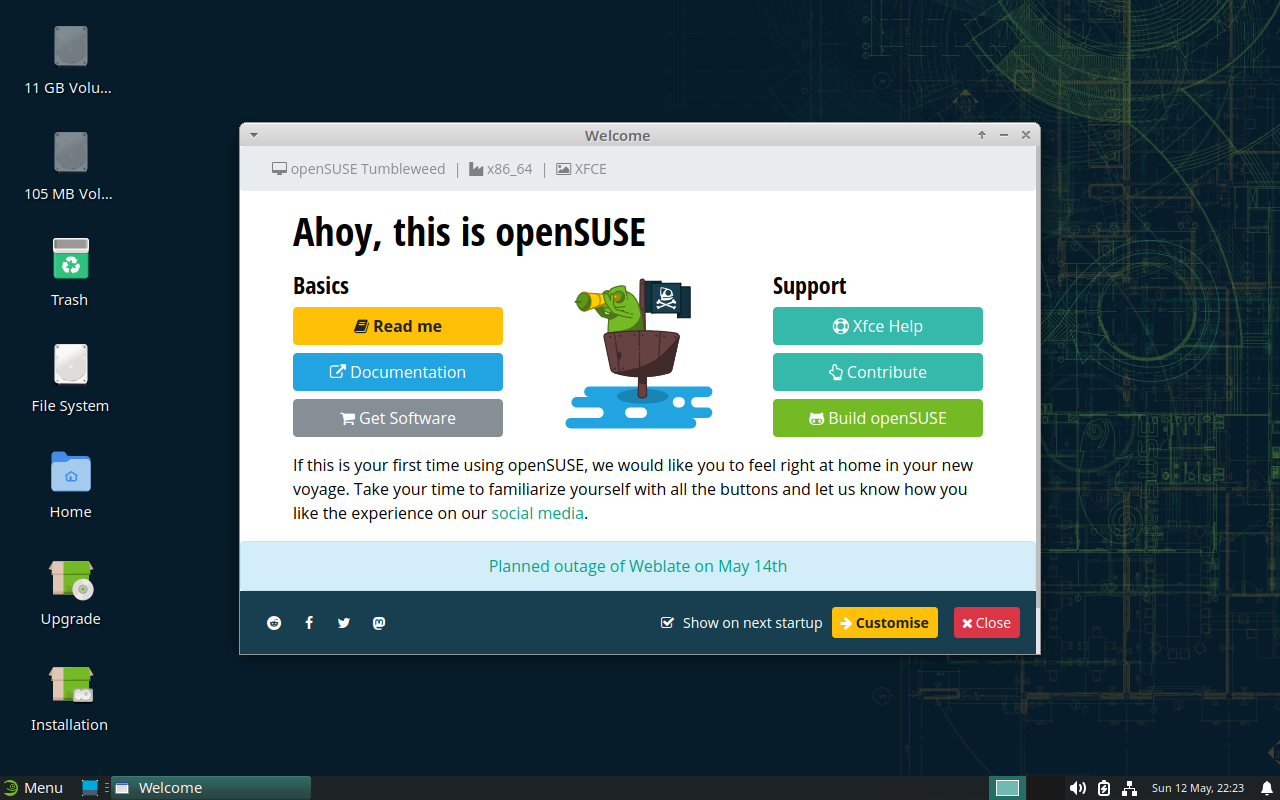 11 GB Volu...
105 MB Vol...
Trash
File System
Home
Upgrade
Installation
Welcome
openSUSE Tumbleweed | x86_64 | XFCE
Ahoy, this is openSUSE
Basics
Read me
Documentation
Get Software
Support
Xfce Help
Contribute
Build openSUSE
If this is your first time using openSUSE, we would like you to feel right at home in your new
voyage. Take your time to familiarize yourself with all the buttons and let us know how you
like the experience on our social media.
Planned outage of Weblate on May 14th
Show on next startup
Customise
Close
Menu
Welcome
Sun 12 May, 22:23